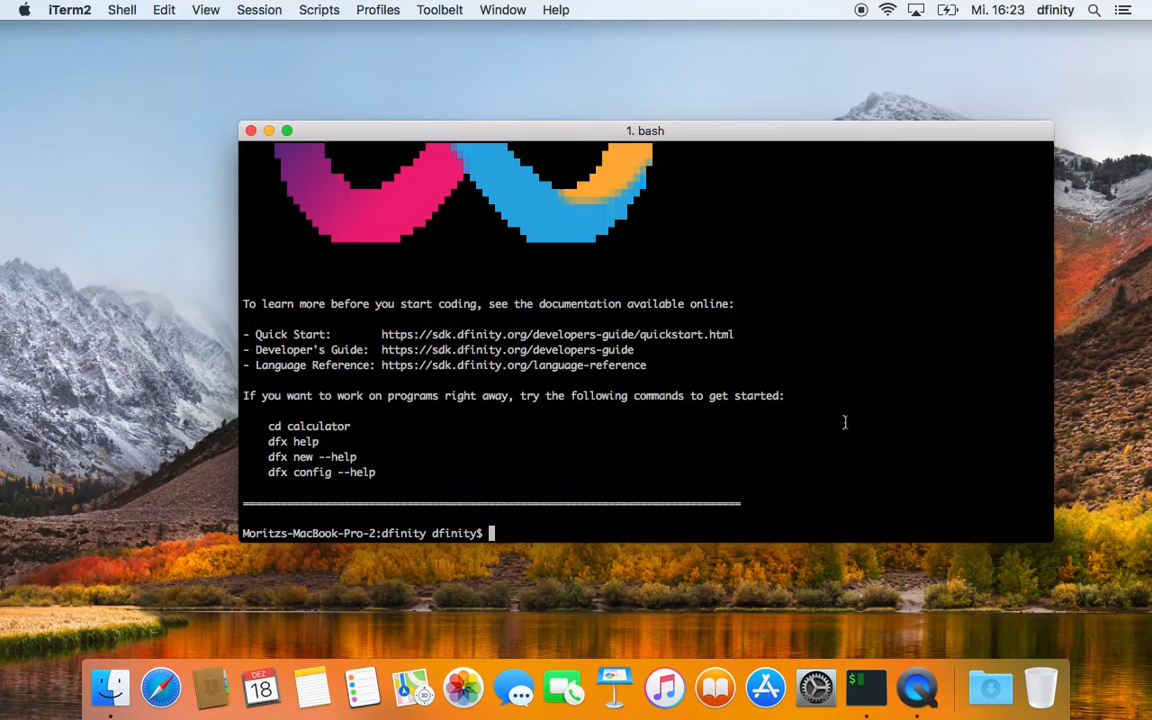 iTerm2 Shell Edit View Session Scripts Profiles Toolbelt Window Help Mi. 16:23 dfinity
1. bash
To learn more before you start coding, see the documentation available online:
- Quick Start: https://sdk.dfinity.org/developers-guide/quickstart.html
- Developer's Guide: https://sdk.dfinity.org/developers-guide
- Language Reference: https://sdk.dfinity.org/language-reference
If you want to work on programs right away, try the following commands to get started:
cd calculator
dfx help
dfx new --help
dfx config --help
================================================================================
Moritzs-MacBook-Pro-2:dfinity dfinity$
DEZ
18
$